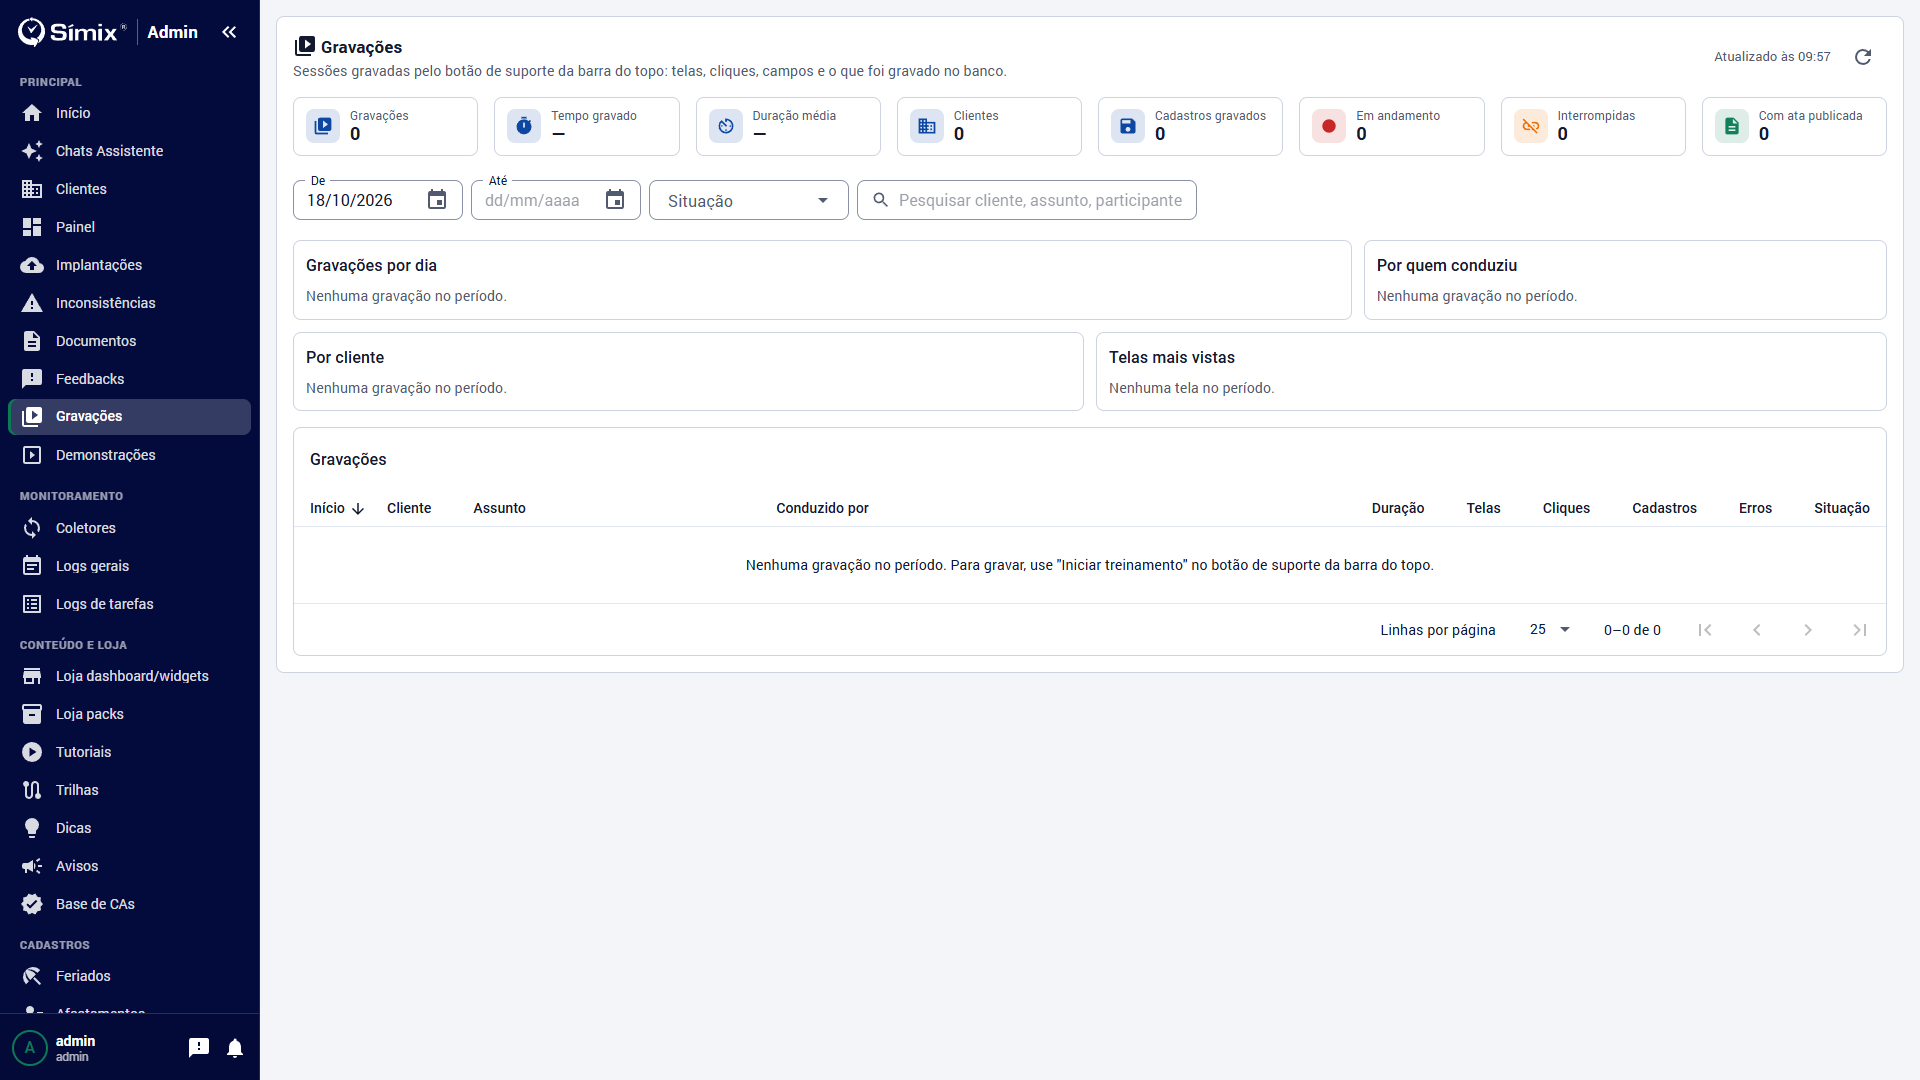 Símix® Admin
PRINCIPAL
Início
Chats Assistente
Clientes
Painel
Implantações
Inconsistências
Documentos
Feedbacks
Gravações
Demonstrações
MONITORAMENTO
Coletores
Logs gerais
Logs de tarefas
CONTEÚDO E LOJA
Loja dashboard/widgets
Loja packs
Tutoriais
Trilhas
Dicas
Avisos
Base de CAs
CADASTROS
Feriados
Afastamentos
A
admin
admin
Gravações
Sessões gravadas pelo botão de suporte da barra do topo: telas, cliques, campos e o que foi gravado no banco.
Atualizado às 09:57
Gravações
0
Tempo gravado
—
Duração média
—
Clientes
0
Cadastros gravados
0
Em andamento
0
Interrompidas
0
Com ata publicada
0
De
18/10/2026
Até
dd/mm/aaaa
Situação
Pesquisar cliente, assunto, participante
Gravações por dia
Nenhuma gravação no período.
Por quem conduziu
Nenhuma gravação no período.
Por cliente
Nenhuma gravação no período.
Telas mais vistas
Nenhuma tela no período.
Gravações
Início Cliente Assunto Conduzido por Duração Telas Cliques Cadastros Erros Situação
Nenhuma gravação no período. Para gravar, use "Iniciar treinamento" no botão de suporte da barra do topo.
Linhas por página 25 0–0 de 0